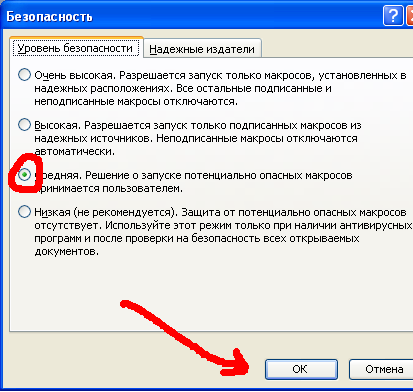 Безопасность
Уровень безопасности
Надежные издатели
Очень высокая. Разрешается запуск только макросов, установленных в
надежных расположениях. Все остальные подписанные и
неподписанные макросы отключаются.
Высокая. Разрешается запуск только подписанных макросов из
надежных источников. Неподписанные макросы отключаются
автоматически.
Средняя. Решение о запуске потенциально опасных макросов
принимается пользователем.
Низкая (не рекомендуется). Защита от потенциально опасных макросов
отсутствует. Используйте этот режим только при наличии антивирусных
программ и после проверки на безопасность всех открываемых
документов.
ОК
Отмена